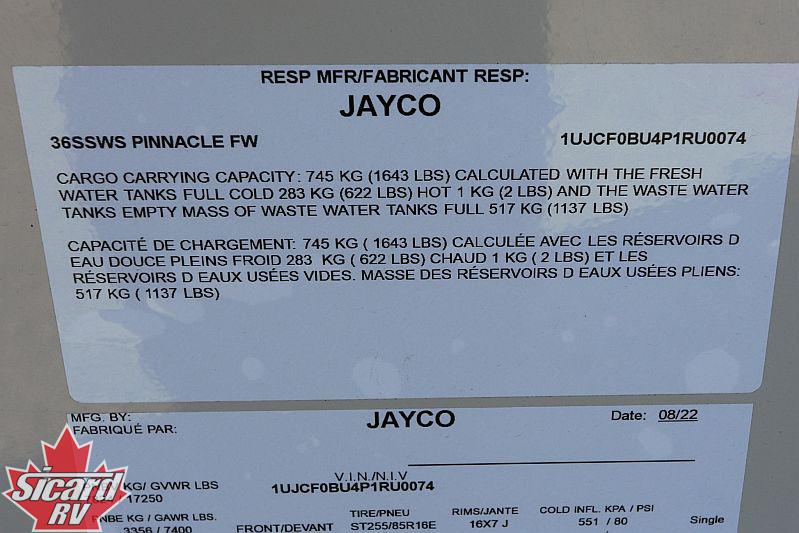 RESP MFR/FABRICANT RESP:
JAYCO
36SSWS PINNACLE FW 1UJCF0BU4P1RU0074
CARGO CARRYING CAPACITY: 745 KG (1643 LBS) CALCULATED WITH THE FRESH
WATER TANKS FULL COLD 283 KG (622 LBS) HOT 1 KG (2 LBS) AND THE WASTE WATER
TANKS EMPTY MASS OF WASTE WATER TANKS FULL 517 KG (1137 LBS)
CAPACITÉ DE CHARGEMENT: 745 KG ( 1643 LBS) CALCULÉE AVEC LES RÉSERVOIRS D
EAU DOUCE PLEINS FROID 283 KG ( 622 LBS) CHAUD 1 KG ( 2 LBS) ET LES
RÉSERVOIRS D EAUX USÉES VIDES. MASSE DES RÉSERVOIRS D EAUX USÉES PLIENS:
517 KG ( 1137 LBS)
MFG. BY: JAYCO Date: 08/22
FABRIQUÉ PAR:
V.I.N./N.I.V
KG/ GVWR LBS 1UJCF0BU4P1RU0074
/ 17250
TIRE/PNEU RIMS/JANTE COLD INFL. KPA / PSI
KG / GAWR LBS. FRONT/DEVANT ST255/85R16E 16X7 J 551 / 80 Single
3356 / 7400
Sicard
RV